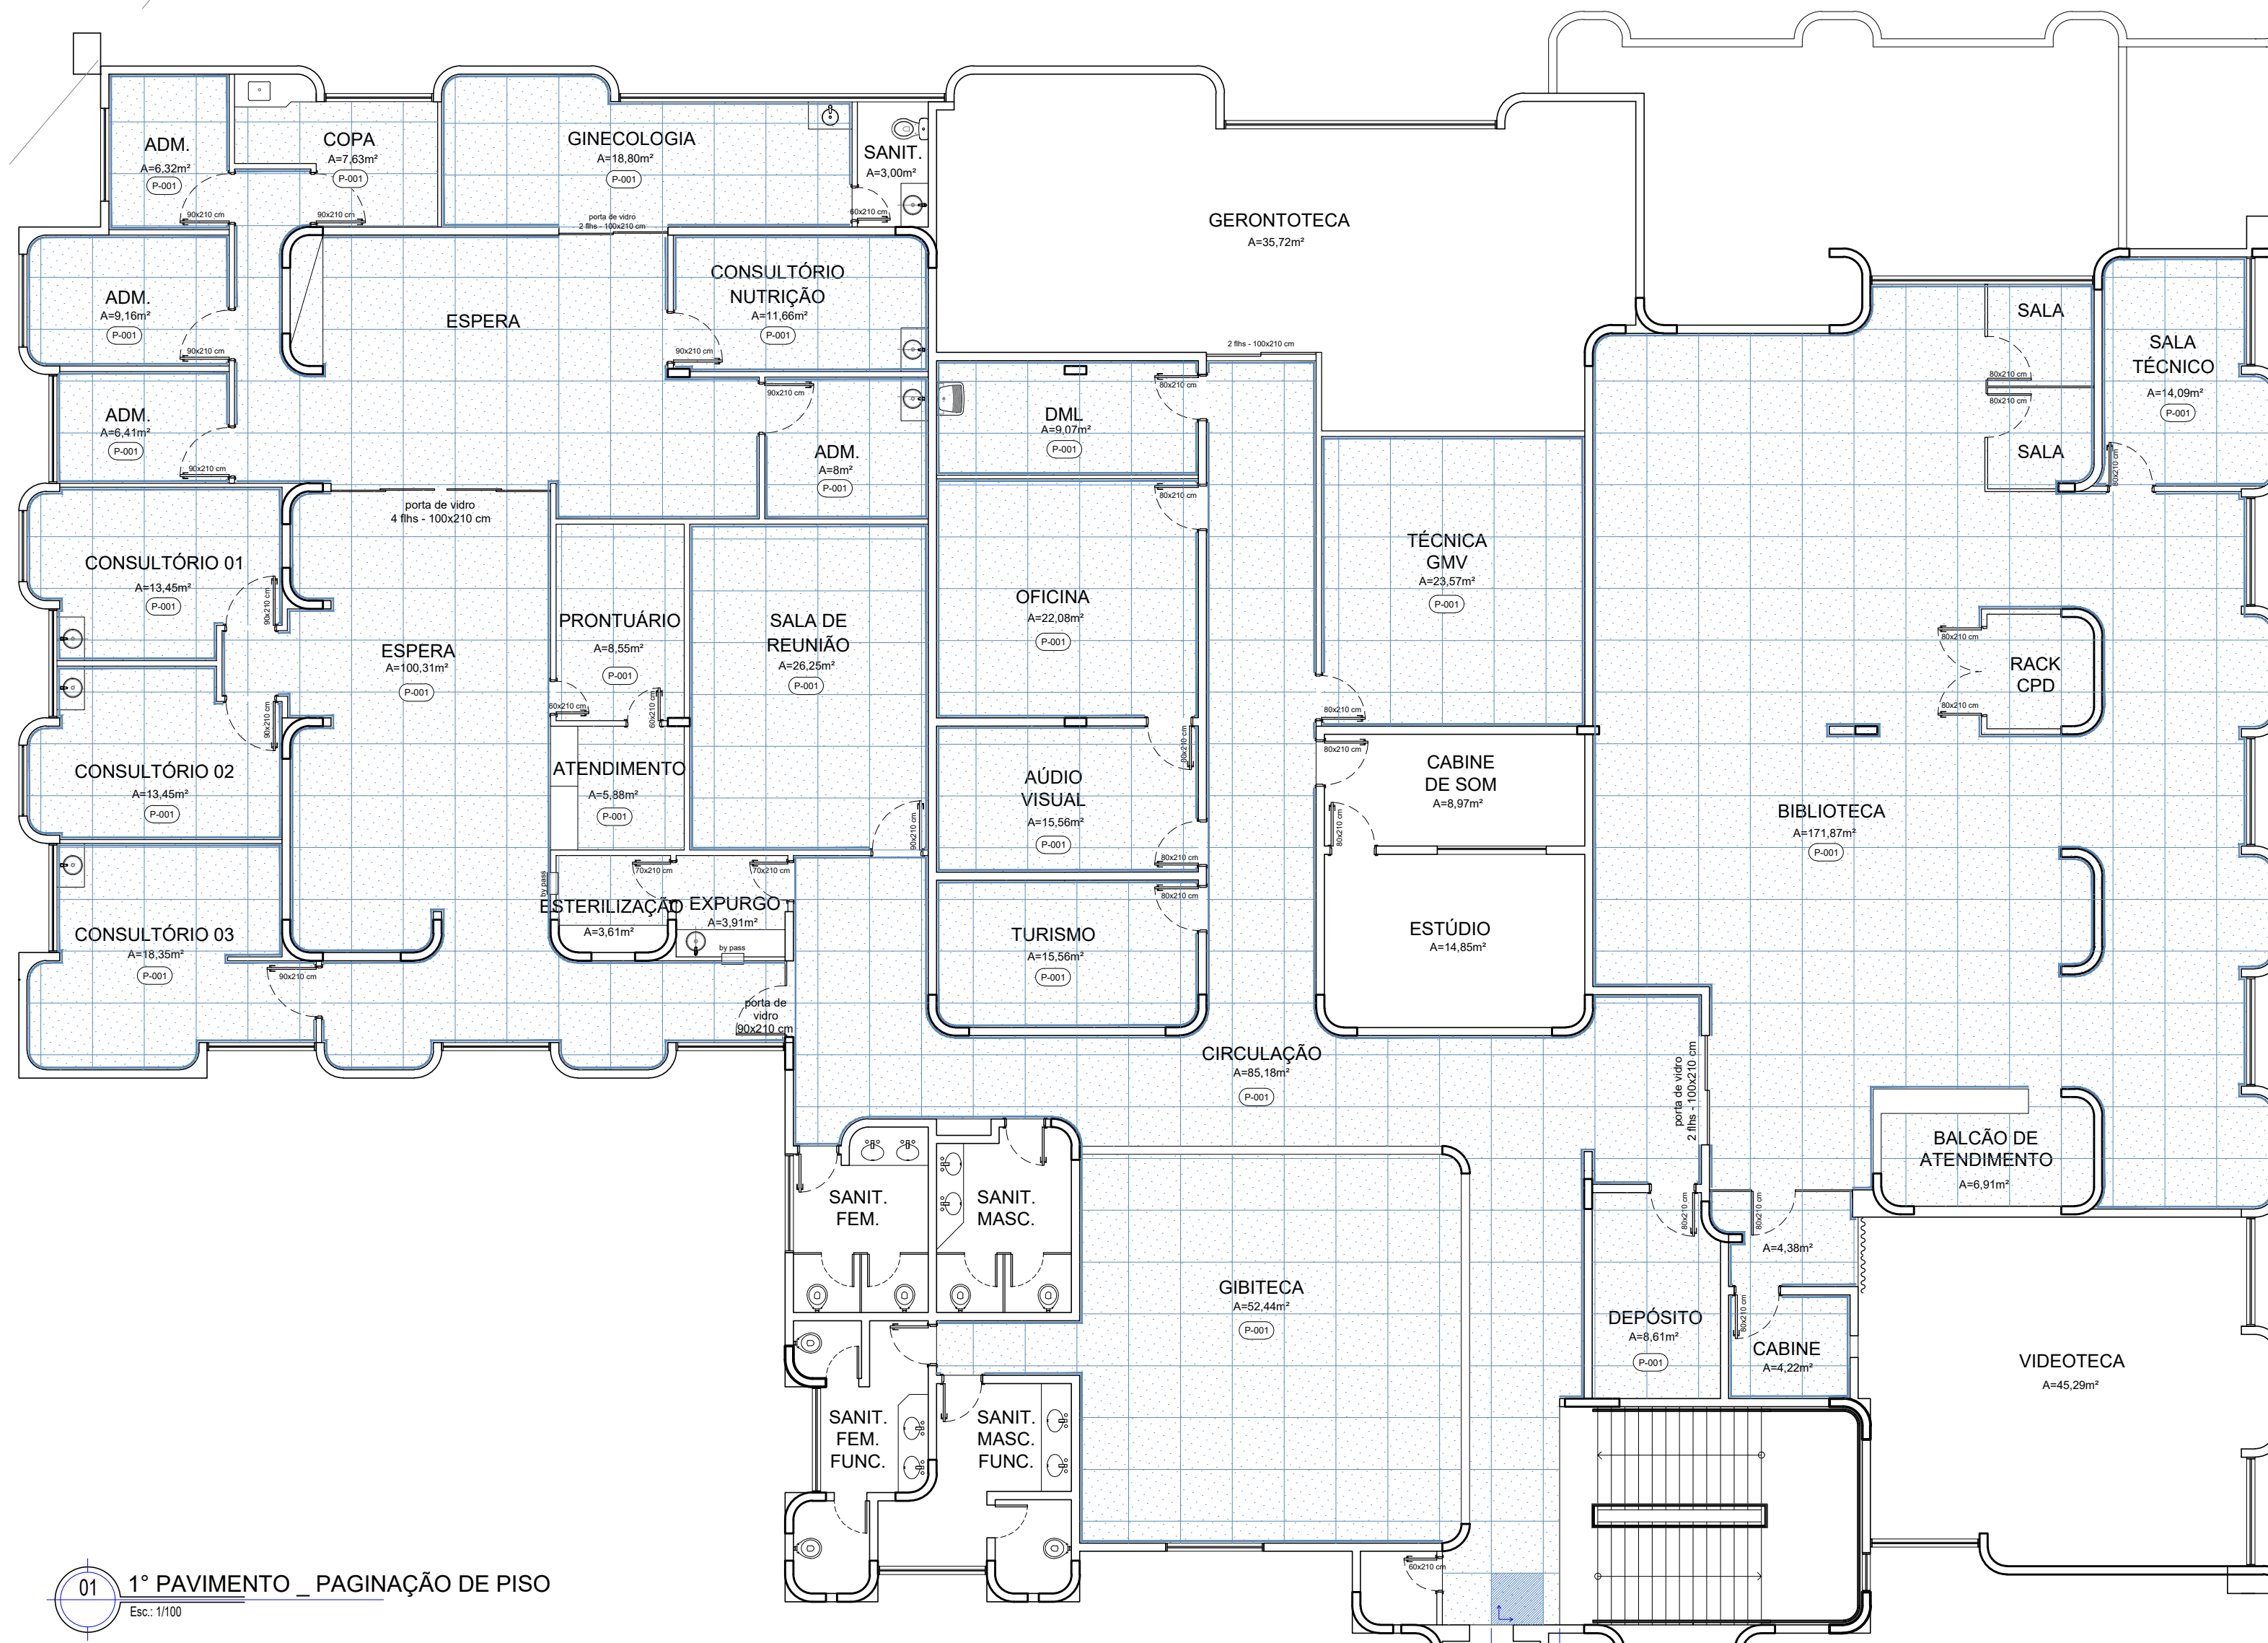 ADM.
A=6,32m²
P-001
90x210 cm
COPA
A=7,63m²
P-001
90x210 cm
GINECOLOGIA
A=18,80m²
P-001
SANIT.
A=3,00m²
60x210 cm
porta de vidro
2 flhs - 100x210 cm
GERONTOTECA
A=35,72m²
2 flhs - 100x210 cm
ADM.
A=9,16m²
P-001
90x210 cm
ESPERA
CONSULTÓRIO
NUTRIÇÃO
A=11,66m²
P-001
90x210 cm
SALA
80x210 cm
80x210 cm
SALA
SALA
TÉCNICO
A=14,09m²
P-001
80x210 cm
ADM.
A=6,41m²
P-001
90x210 cm
90x210 cm
ADM.
A=8m²
P-001
DML
A=9,07m²
P-001
80x210 cm
porta de vidro
4 flhs - 100x210 cm
80x210 cm
CONSULTÓRIO 01
A=13,45m²
P-001
90x210 cm
ESPERA
A=100,31m²
P-001
PRONTUÁRIO
A=8,55m²
P-001
60x210 cm
60x210 cm
SALA DE
REUNIÃO
A=26,25m²
P-001
90x210 cm
OFICINA
A=22,08m²
P-001
TÉCNICA
GMV
A=23,57m²
P-001
80x210 cm
80x210 cm
RACK
CPD
80x210 cm
CONSULTÓRIO 02
A=13,45m²
P-001
90x210 cm
ATENDIMENTO
A=5,88m²
P-001
AÚDIO
VISUAL
A=15,56m²
P-001
80x210 cm
80x210 cm
80x210 cm
CABINE
DE SOM
A=8,97m²
80x210 cm
BIBLIOTECA
A=171,87m²
P-001
CONSULTÓRIO 03
A=18,35m²
P-001
90x210 cm
by pass
70x210 cm
ESTERILIZAÇÃO
A=3,61m²
70x210 cm
EXPURGO
A=3,91m²
by pass
80x210 cm
TURISMO
A=15,56m²
P-001
ESTÚDIO
A=14,85m²
porta de
vidro
90x210 cm
CIRCULAÇÃO
A=85,18m²
P-001
porta de vidro
2 flhs - 100x210 cm
BALCÃO DE
ATENDIMENTO
A=6,91m²
SANIT.
FEM.
SANIT.
MASC.
80x210 cm
80x210 cm
A=4,38m²
GIBITECA
A=52,44m²
P-001
DEPÓSITO
A=8,61m²
P-001
80x210 cm
CABINE
A=4,22m²
VIDEOTECA
A=45,29m²
SANIT.
FEM.
FUNC.
SANIT.
MASC.
FUNC.
60x210 cm
01
1° PAVIMENTO _ PAGINAÇÃO DE PISO
Esc.: 1/100